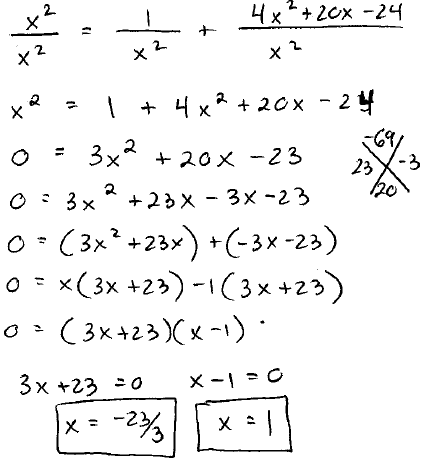 x²/x² = 1/x² + (4x²+20x-24)/x²
x² = 1 + 4x² + 20x - 24
0 = 3x² + 20x - 23
-69
23 -3
20
0 = 3x² + 23x - 3x - 23
0 = (3x² + 23x) + (-3x - 23)
0 = x(3x + 23) - 1(3x + 23)
0 = (3x+23)(x-1)
3x + 23 = 0 x - 1 = 0
x = -23/3 x = 1